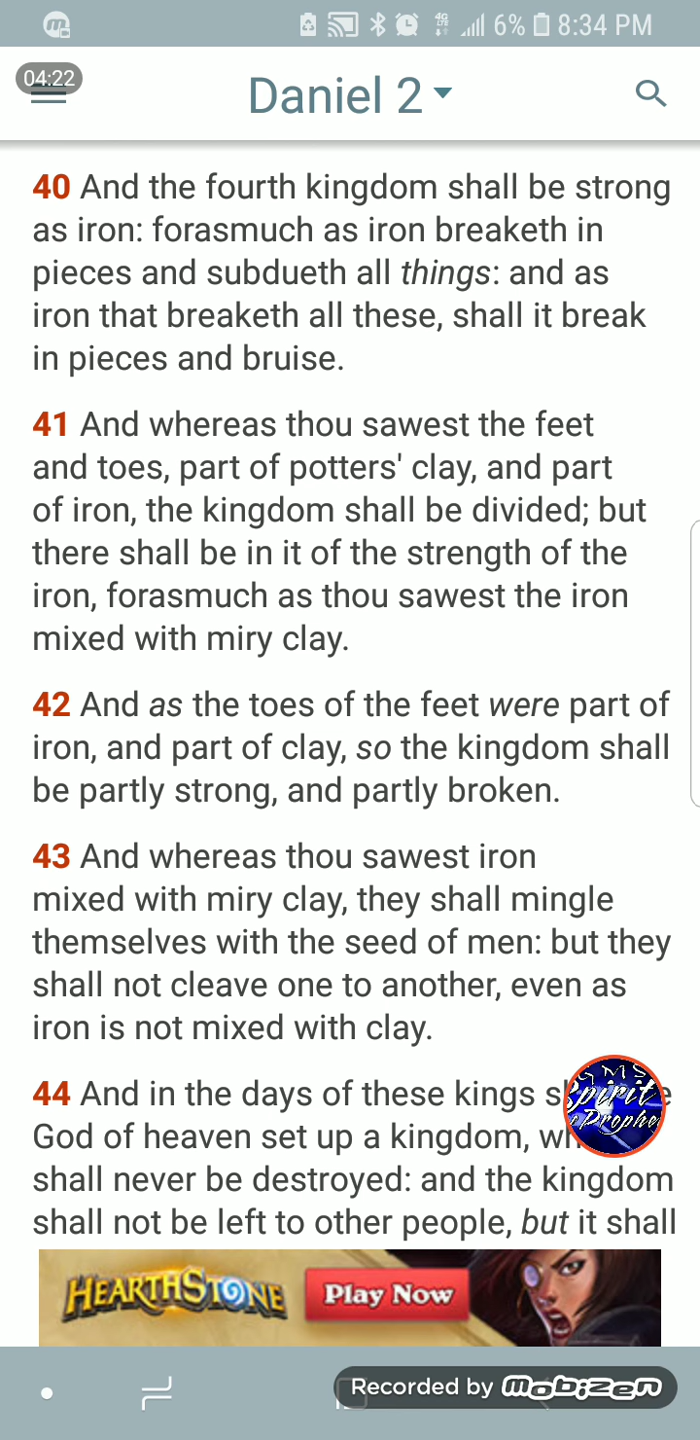 6% 8:34 PM
04:22
Daniel 2
40 And the fourth kingdom shall be strong
as iron: forasmuch as iron breaketh in
pieces and subdueth all things: and as
iron that breaketh all these, shall it break
in pieces and bruise.
41 And whereas thou sawest the feet
and toes, part of potters' clay, and part
of iron, the kingdom shall be divided; but
there shall be in it of the strength of the
iron, forasmuch as thou sawest the iron
mixed with miry clay.
42 And as the toes of the feet were part of
iron, and part of clay, so the kingdom shall
be partly strong, and partly broken.
43 And whereas thou sawest iron
mixed with miry clay, they shall mingle
themselves with the seed of men: but they
shall not cleave one to another, even as
iron is not mixed with clay.
44 And in the days of these kings
God of heaven set up a kingdom,
shall never be destroyed: and the kingdom
shall not be left to other people, but it shall
GMS
Spirit
Prophe
HEARTHSTONE Play Now
Recorded by mobizen